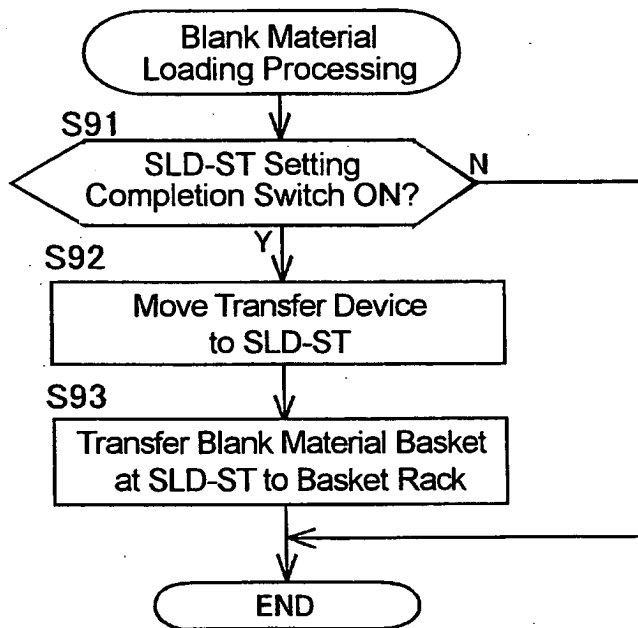 Blank Material
Loading Processing
S91
SLD-ST Setting
Completion Switch ON?
N
Y
S92
Move Transfer Device
to SLD-ST
S93
Transfer Blank Material Basket
at SLD-ST to Basket Rack
END